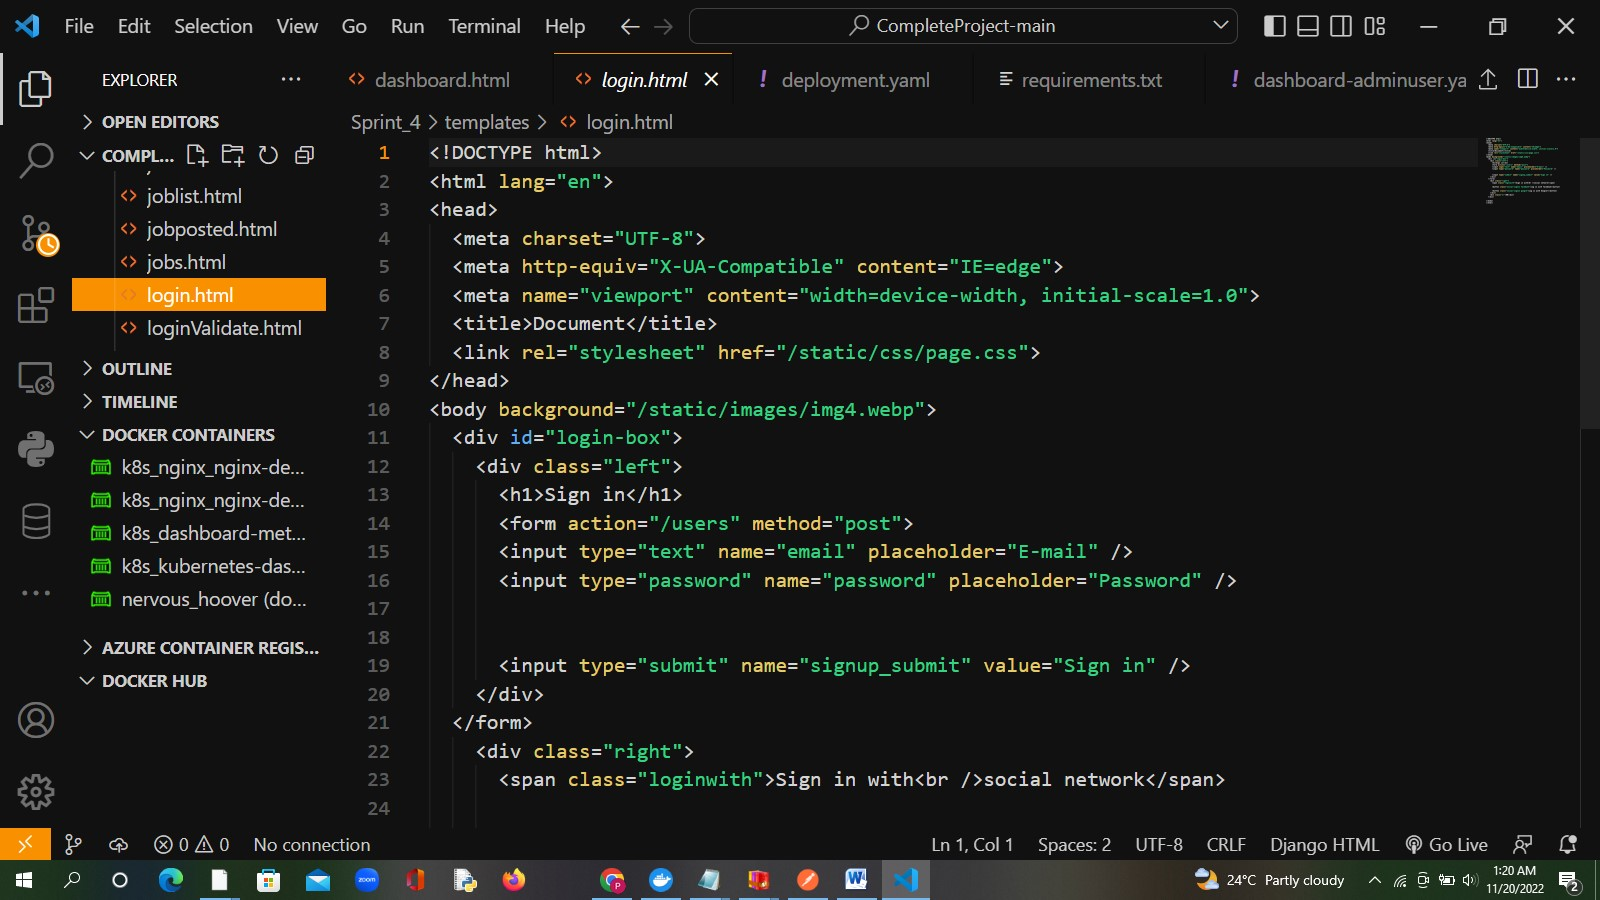 File Edit Selection View Go Run Terminal Help CompleteProject-main
EXPLORER
dashboard.html login.html ! deployment.yaml requirements.txt ! dashboard-adminuser.ya
OPEN EDITORS
COMPL...
joblist.html
jobposted.html
jobs.html
login.html
loginValidate.html
OUTLINE
TIMELINE
DOCKER CONTAINERS
k8s_nginx_nginx-de...
k8s_nginx_nginx-de...
k8s_dashboard-met...
k8s_kubernetes-das...
nervous_hoover (do...
AZURE CONTAINER REGIS...
DOCKER HUB
Sprint_4 > templates > login.html
1 <!DOCTYPE html>
2 <html lang="en">
3 <head>
4 <meta charset="UTF-8">
5 <meta http-equiv="X-UA-Compatible" content="IE=edge">
6 <meta name="viewport" content="width=device-width, initial-scale=1.0">
7 <title>Document</title>
8 <link rel="stylesheet" href="/static/css/page.css">
9 </head>
10 <body background="/static/images/img4.webp">
11 <div id="login-box">
12 <div class="left">
13 <h1>Sign in</h1>
14 <form action="/users" method="post">
15 <input type="text" name="email" placeholder="E-mail" />
16 <input type="password" name="password" placeholder="Password" />
17
18
19 <input type="submit" name="signup_submit" value="Sign in" />
20 </div>
21 </form>
22 <div class="right">
23 <span class="loginwith">Sign in with<br />social network</span>
24
0 0 No connection Ln 1, Col 1 Spaces: 2 UTF-8 CRLF Django HTML Go Live
zoom P W 24°C Partly cloudy 1:20 AM
11/20/2022 2